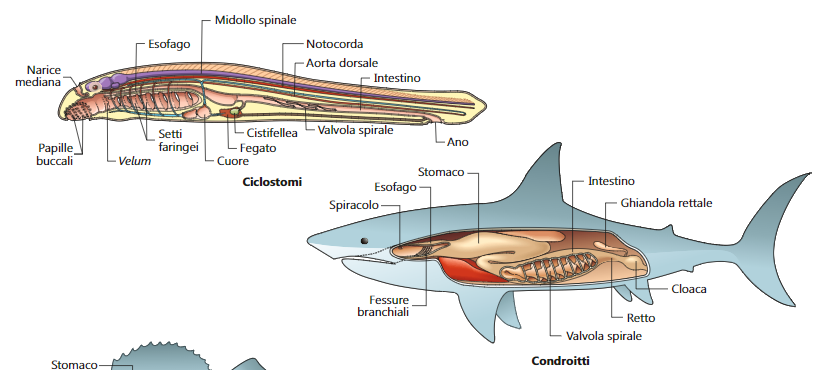 Midollo spinale
Esofago
Notocorda
Aorta dorsale
Narice
mediana
Intestino
Papille
buccali
Velum
Setti
faringei
Cuore
Fegato
Cistifellea
Valvola spirale
Ano
Ciclostomi
Stomaco
Esofago
Spiracolo
Intestino
Ghiandola rettale
Fessure
branchiali
Cloaca
Retto
Valvola spirale
Condroitti
Stomaco